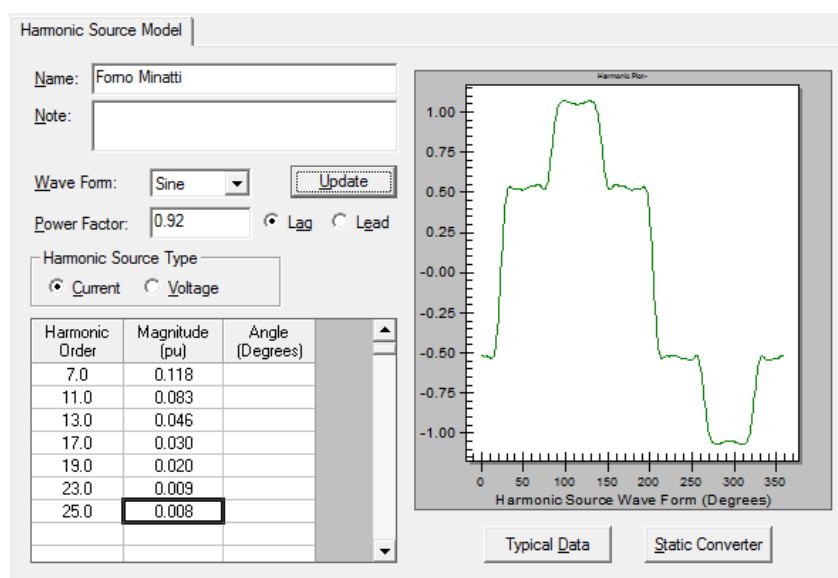 Harmonic Source Model
Name: Forno Minatti
Note:
Wave Form: Sine Update
Power Factor: 0.92 Lag Lead
Harmonic Source Type
Current Voltage
Harmonic Order Magnitude (pu) Angle (Degrees)
7.0 0.118
11.0 0.083
13.0 0.046
17.0 0.030
19.0 0.020
23.0 0.009
25.0 0.008
Harmonic Plot-
1.00
0.75
0.50
0.25
-0.00
-0.25
-0.50
-0.75
-1.00
0 50 100 150 200 250 300 350
Harmonic Source Wave Form (Degrees)
Typical Data Static Converter